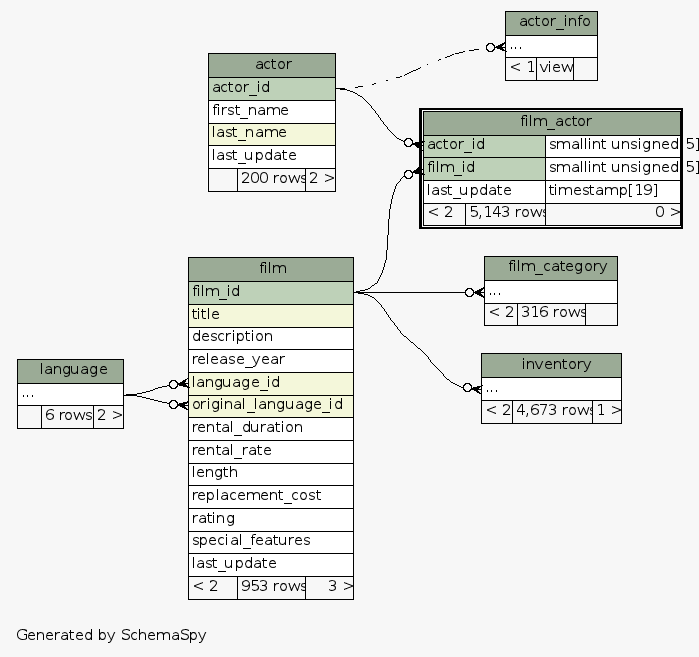 actor_info
...
< 1 view
actor
actor_id
first_name
last_name
last_update
200 rows 2 >
film_actor
actor_id smallint unsigned 5]
film_id smallint unsigned 5]
last_update timestamp[19]
< 2 5,143 rows 0 >
film
film_id
title
description
release_year
language_id
original_language_id
rental_duration
rental_rate
length
replacement_cost
rating
special_features
last_update
< 2 953 rows 3 >
film_category
...
< 2 316 rows
inventory
...
< 2 4,673 rows 1 >
language
...
6 rows 2 >
Generated by SchemaSpy